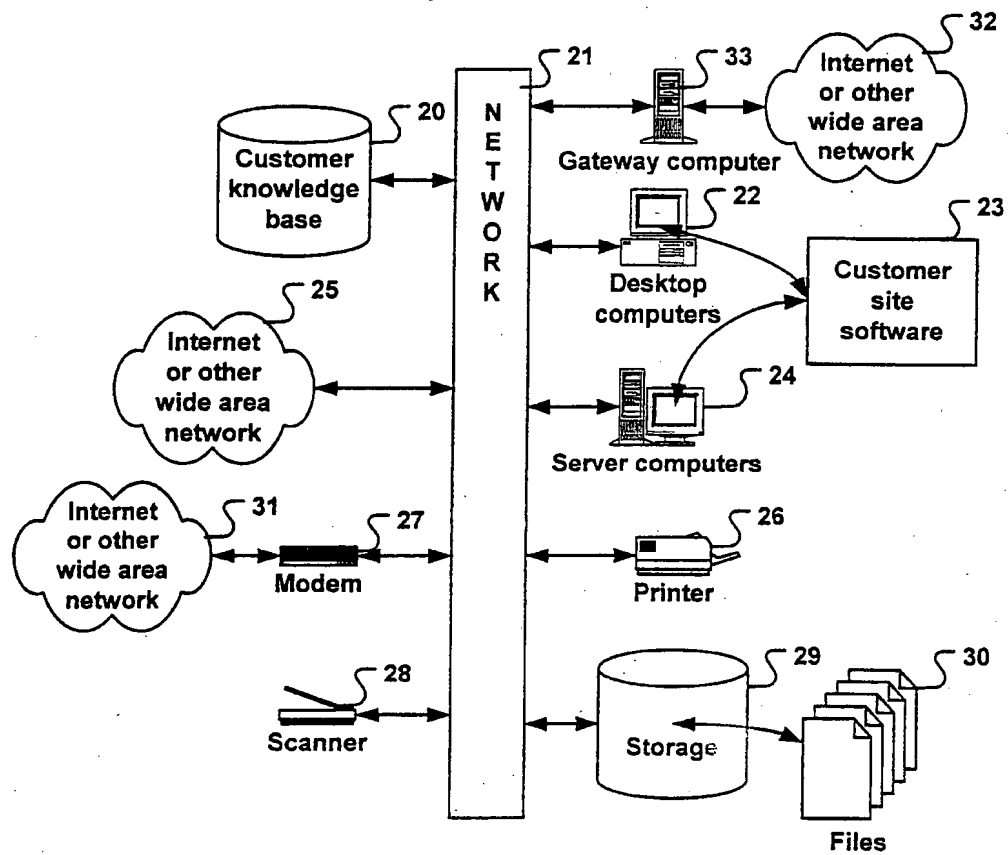 32
21
33
Internet
or other
wide area
network
20
NETWORK
Customer
knowledge
base
Gateway computer
22
23
Desktop
computers
Customer
site
software
25
Internet
or other
wide area
network
24
Server computers
31
27
26
Internet
or other
wide area
network
Modem
Printer
28
29
30
Scanner
Storage
Files